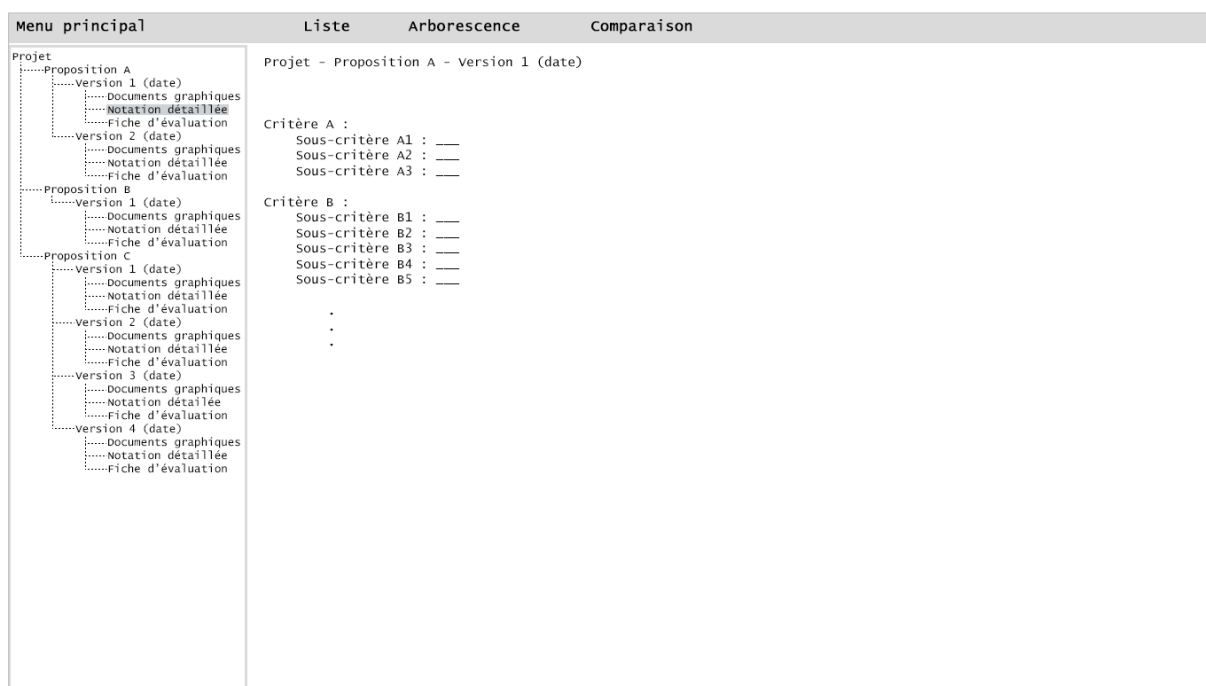 Menu principal Liste Arborescence Comparaison
Projet
Proposition A
Version 1 (date)
Documents graphiques
Notation détaillée
Fiche d'évaluation
Version 2 (date)
Documents graphiques
Notation détaillée
Fiche d'évaluation
Proposition B
Version 1 (date)
Documents graphiques
Notation détaillée
Fiche d'évaluation
Proposition C
Version 1 (date)
Documents graphiques
Notation détaillée
Fiche d'évaluation
Version 2 (date)
Documents graphiques
Notation détaillée
Fiche d'évaluation
Version 3 (date)
Documents graphiques
Notation détailée
Fiche d'évaluation
Version 4 (date)
Documents graphiques
Notation détaillée
Fiche d'évaluation
Projet - Proposition A - Version 1 (date)
Critère A :
Sous-critère A1 : ___
Sous-critère A2 : ___
Sous-critère A3 : ___
Critère B :
Sous-critère B1 : ___
Sous-critère B2 : ___
Sous-critère B3 : ___
Sous-critère B4 : ___
Sous-critère B5 : ___
.
.
.